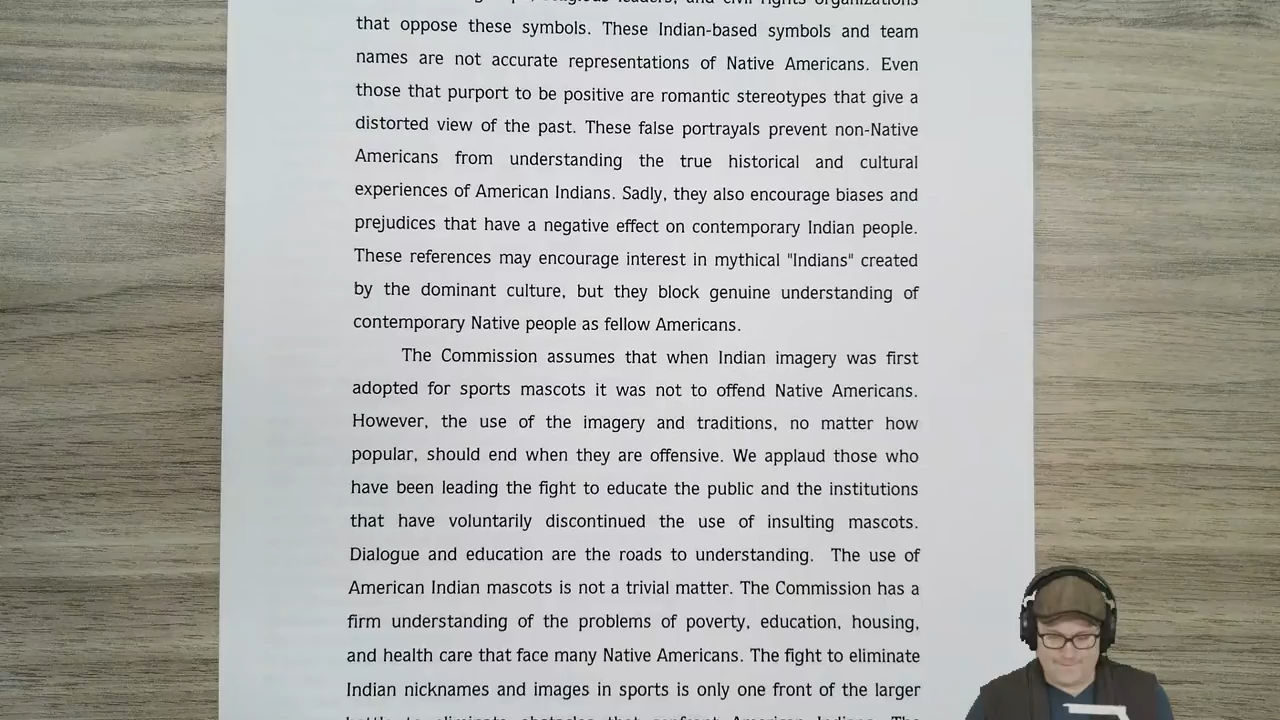 leaders, and civil rights organizations
that oppose these symbols. These Indian-based symbols and team
names are not accurate representations of Native Americans. Even
those that purport to be positive are romantic stereotypes that give a
distorted view of the past. These false portrayals prevent non-Native
Americans from understanding the true historical and cultural
experiences of American Indians. Sadly, they also encourage biases and
prejudices that have a negative effect on contemporary Indian people.
These references may encourage interest in mythical "Indians" created
by the dominant culture, but they block genuine understanding of
contemporary Native people as fellow Americans.
The Commission assumes that when Indian imagery was first
adopted for sports mascots it was not to offend Native Americans.
However, the use of the imagery and traditions, no matter how
popular, should end when they are offensive. We applaud those who
have been leading the fight to educate the public and the institutions
that have voluntarily discontinued the use of insulting mascots.
Dialogue and education are the roads to understanding. The use of
American Indian mascots is not a trivial matter. The Commission has a
firm understanding of the problems of poverty, education, housing,
and health care that face many Native Americans. The fight to eliminate
Indian nicknames and images in sports is only one front of the larger
obstacles that confront American Indians. The